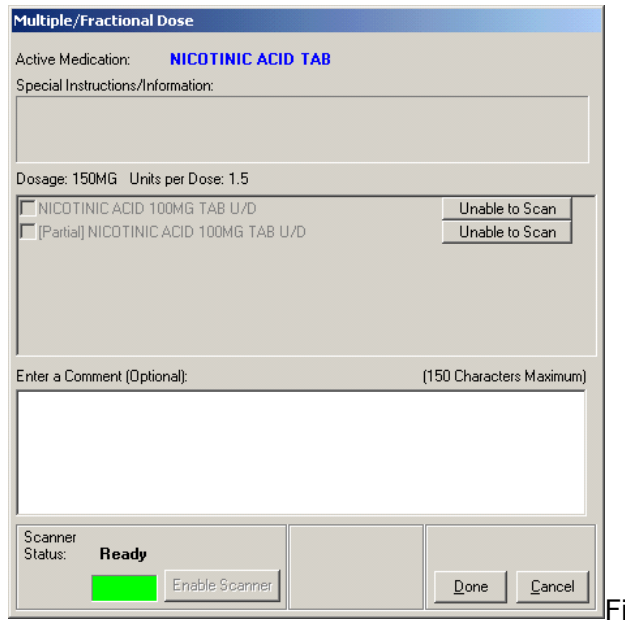 Multiple/Fractional Dose
Active Medication: NICOTINIC ACID TAB
Special Instructions/Information:
Dosage: 150MG Units per Dose: 1.5
NICOTINIC ACID 100MG TAB U/D Unable to Scan
[Partial] NICOTINIC ACID 100MG TAB U/D Unable to Scan
Enter a Comment (Optional): (150 Characters Maximum)
Scanner
Status: Ready
Enable Scanner Done Cancel
Fi